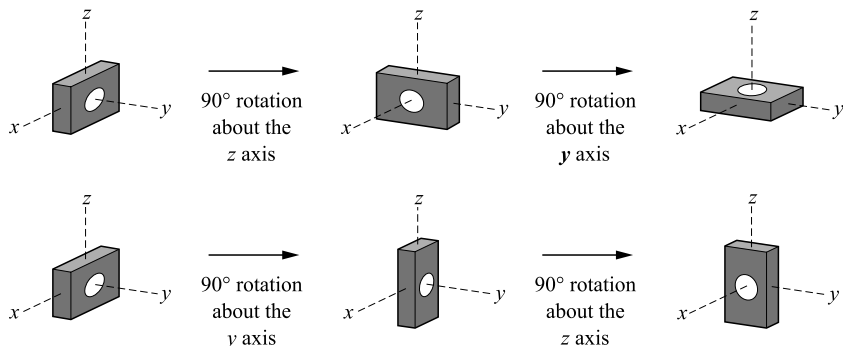 z
x
y
90° rotation
about the
z axis
z
x
y
90° rotation
about the
y axis
z
x
y
z
x
y
90° rotation
about the
y axis
z
x
y
90° rotation
about the
z axis
z
x
y